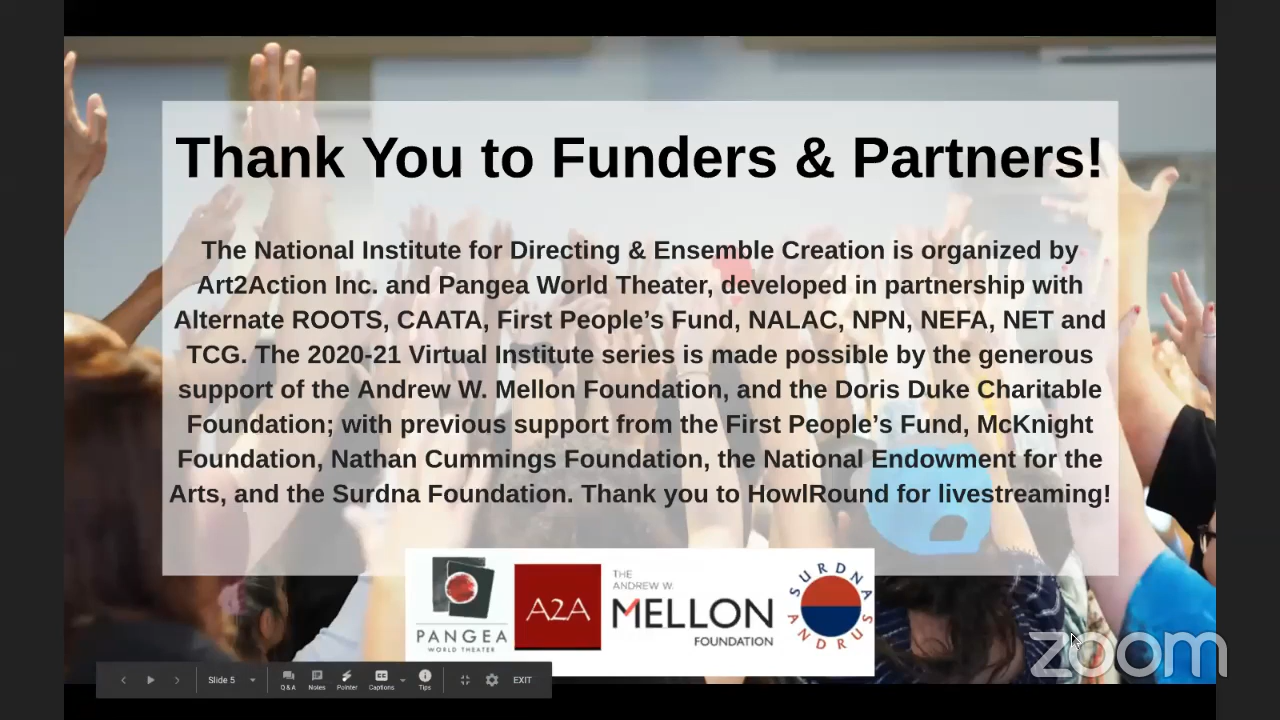 Thank You to Funders & Partners!
The National Institute for Directing & Ensemble Creation is organized by
Art2Action Inc. and Pangea World Theater, developed in partnership with
Alternate ROOTS, CAATA, First People’s Fund, NALAC, NPN, NEFA, NET and
TCG. The 2020-21 Virtual Institute series is made possible by the generous
support of the Andrew W. Mellon Foundation, and the Doris Duke Charitable
Foundation; with previous support from the First People’s Fund, McKnight
Foundation, Nathan Cummings Foundation, the National Endowment for the
Arts, and the Surdna Foundation. Thank you to HowlRound for livestreaming!
PANGEA
WORLD THEATER
A2A
THE
ANDREW W.
MELLON
FOUNDATION
SURDNA
ANDRUS
zoom
Slide 5
Q & A
Notes
Pointer
Captions
Tips
EXIT